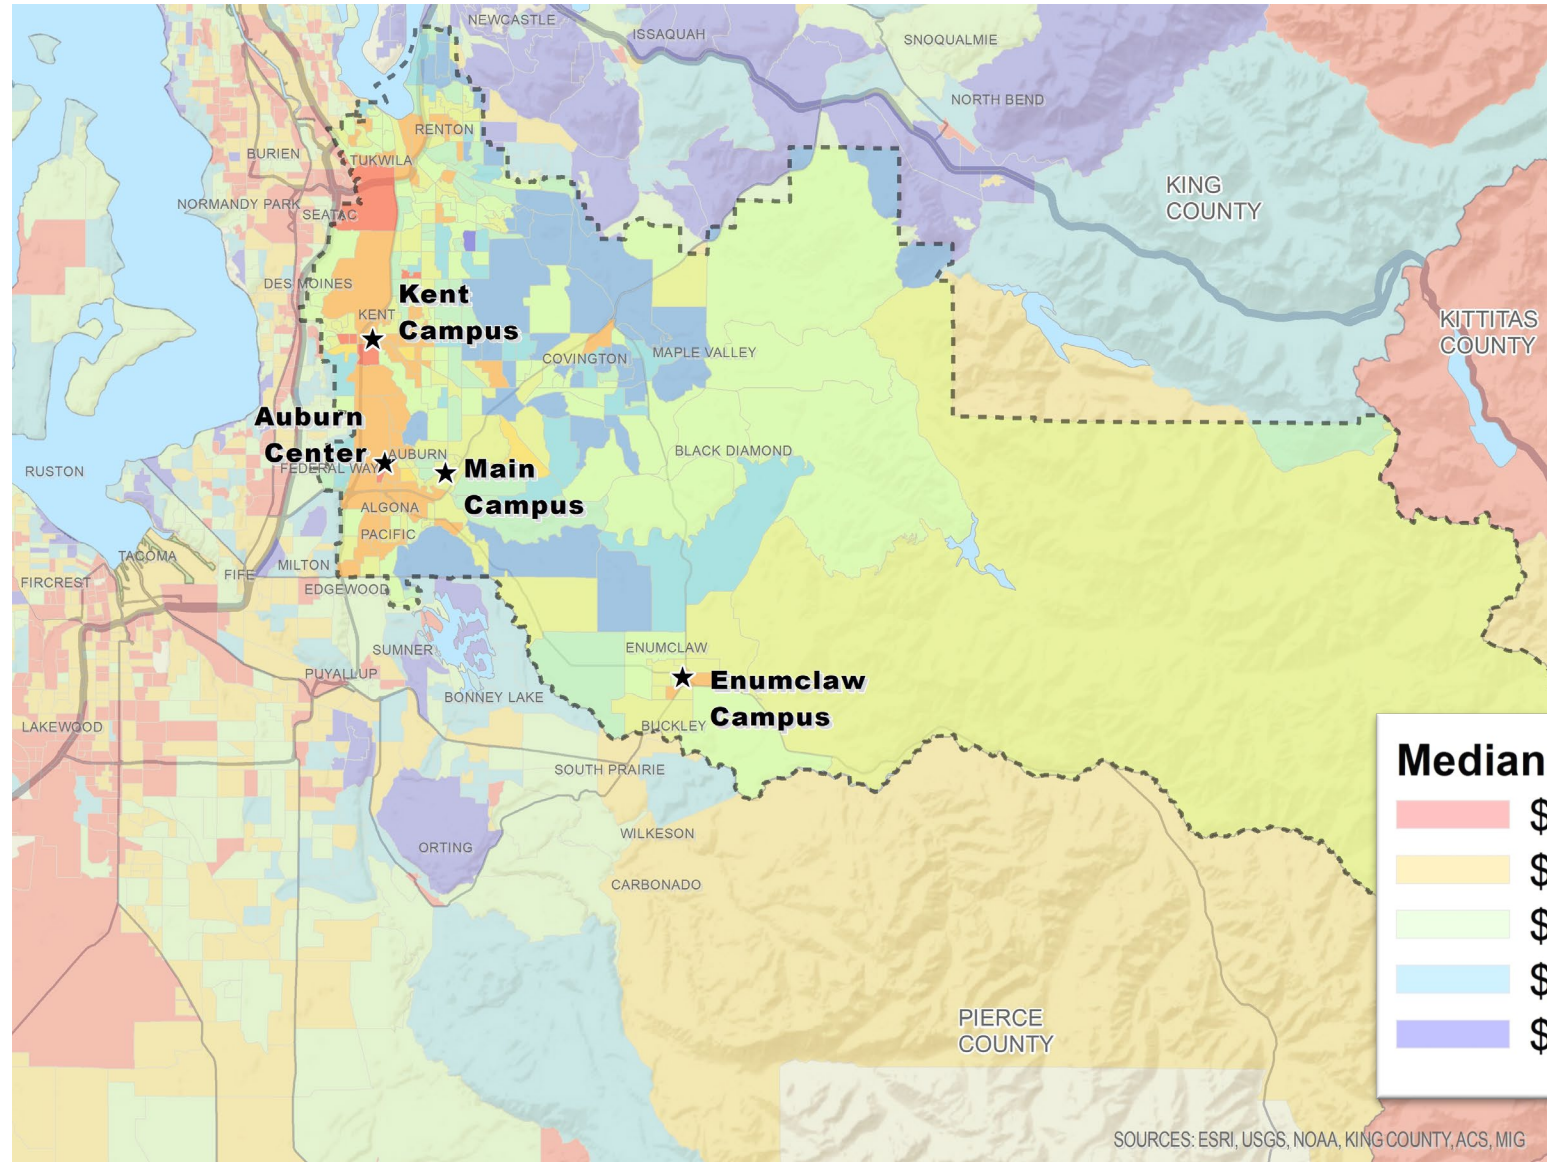 NEWCASTLE
ISSAQUAH
SNOQUALMIE
NORTH BEND
RENTON
BURIEN
TUKWILA
KING
COUNTY
NORMANDY PARK
SEATAC
DES MOINES
Kent
Campus
KENT
KITTITAS
COUNTY
COVINGTON
MAPLE VALLEY
Auburn
Center
AUBURN
BLACK DIAMOND
FEDERAL WAY
Main
Campus
RUSTON
ALGONA
PACIFIC
TACOMA
MILTON
FIFE
FIRCREST
EDGEWOOD
SUMNER
ENUMCLAW
PUYALLUP
Enumclaw
Campus
BONNEY LAKE
BUCKLEY
LAKEWOOD
SOUTH PRAIRIE
Median
$
$
$
$
$
WILKESON
ORTING
CARBONADO
PIERCE
COUNTY
SOURCES: ESRI, USGS, NOAA, KING COUNTY, ACS, MIG